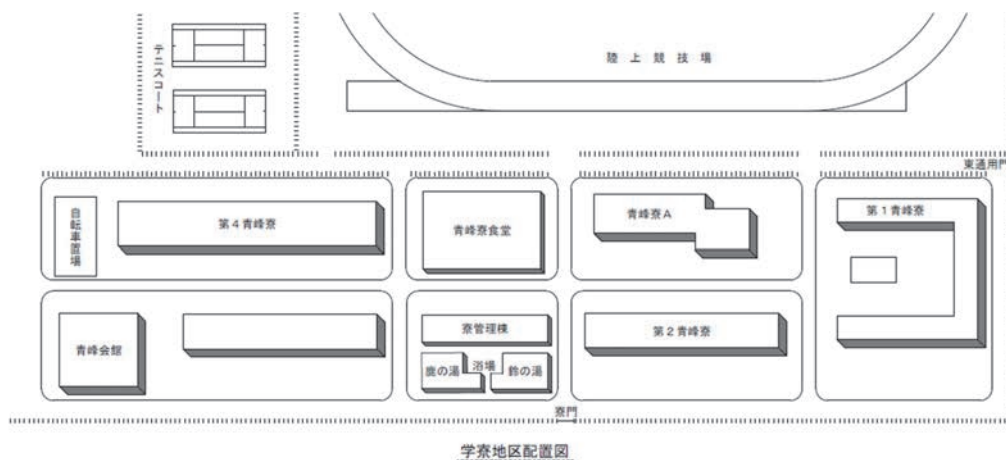 テニスコート
陸上競技場
東通用門
自転車置場
第4青峰寮
青峰寮食堂
青峰寮A
第1青峰寮
青峰会館
寮管理棟
鹿の湯
浴場
鈴の湯
第2青峰寮
寮門
学寮地区配置図